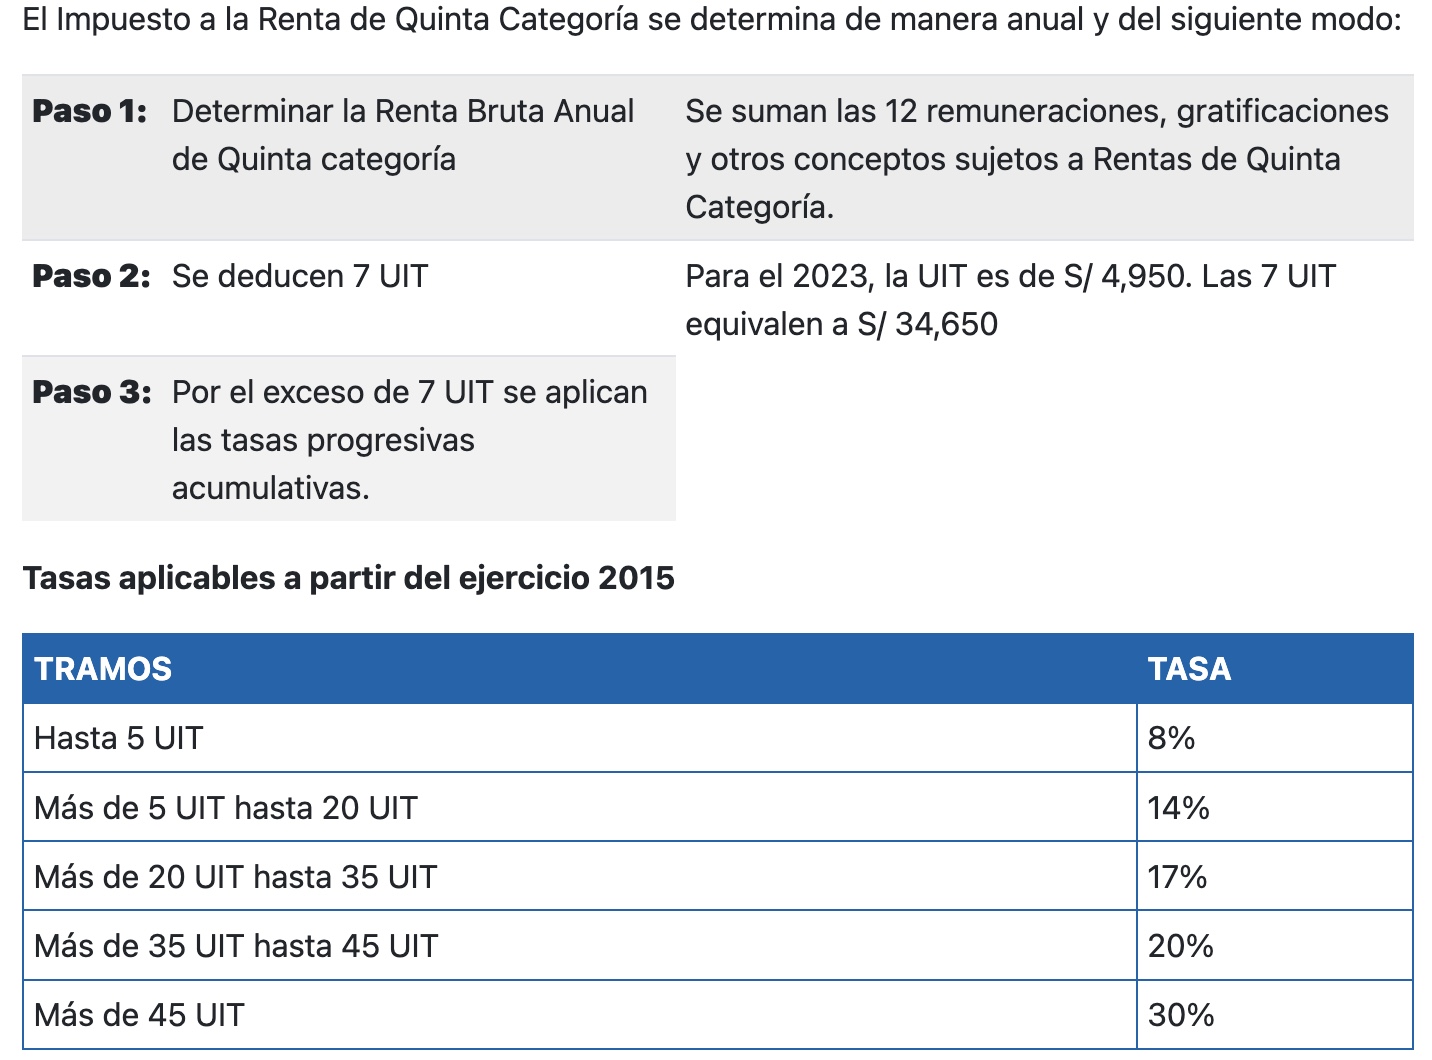 El Impuesto a la Renta de Quinta Categoría se determina de manera anual y del siguiente modo:
Paso 1:
Determinar la Renta Bruta Anual
de Quinta categoría
Se suman las 12 remuneraciones, gratificaciones
y otros conceptos sujetos a Rentas de Quinta
Categoría.
Paso 2:
Se deducen 7 UIT
Para el 2023, la UIT es de S/ 4,950. Las 7 UIT
equivalen a S/ 34,650
Paso 3:
Por el exceso de 7 UIT se aplican
las tasas progresivas
acumulativas.
Tasas aplicables a partir del ejercicio 2015
TRAMOS TASA
Hasta 5 UIT 8%
Más de 5 UIT hasta 20 UIT 14%
Más de 20 UIT hasta 35 UIT 17%
Más de 35 UIT hasta 45 UIT 20%
Más de 45 UIT 30%